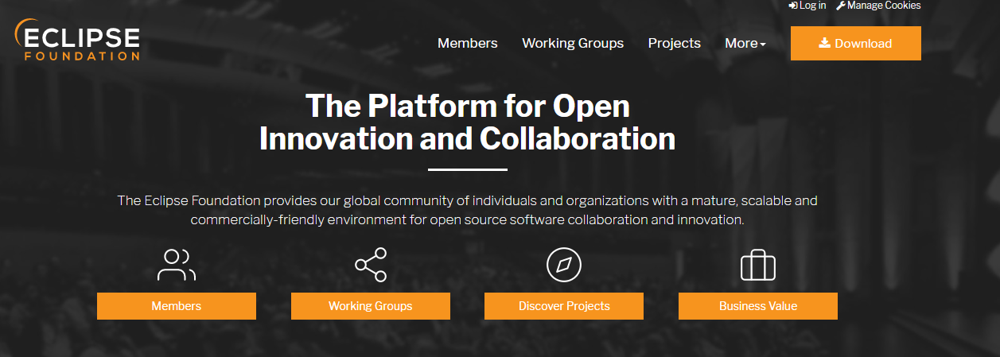 Log in Manage Cookies
ECLIPSE
FOUNDATION
Members Working Groups Projects More Download
The Platform for Open
Innovation and Collaboration
The Eclipse Foundation provides our global community of individuals and organizations with a mature, scalable and
commercially-friendly environment for open source software collaboration and innovation.
Members Working Groups Discover Projects Business Value